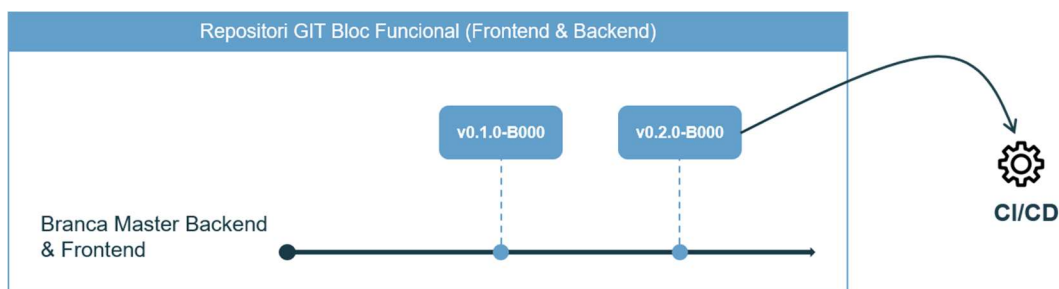 Repositori GIT Bloc Funcional (Frontend & Backend)
v0.1.0-B000
v0.2.0-B000
CI/CD
Branca Master Backend
& Frontend